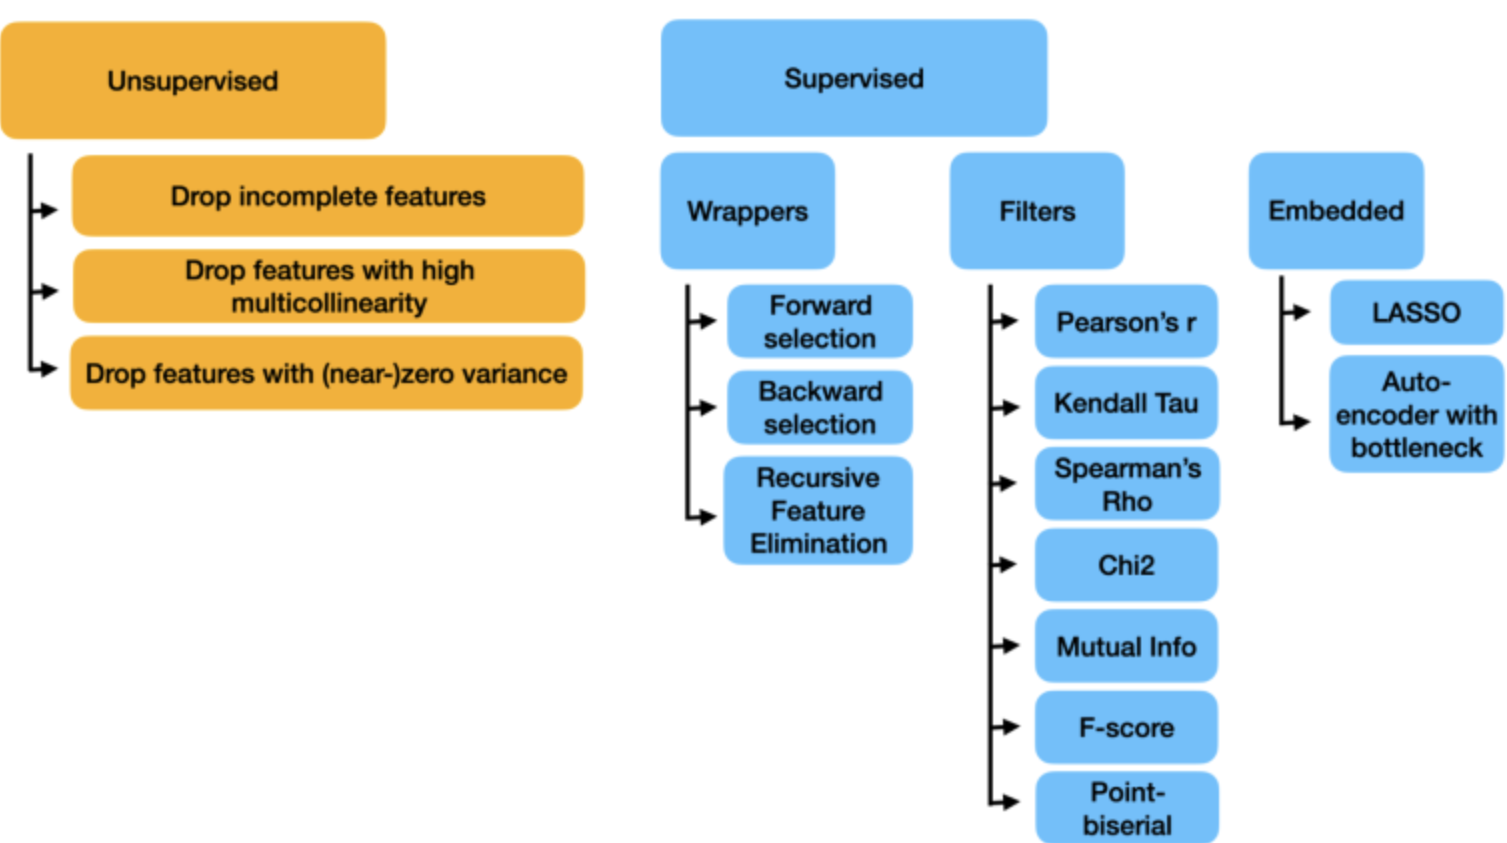 Unsupervised
Drop incomplete features
Drop features with high
multicollinearity
Drop features with (near-)zero variance
Supervised
Wrappers
Forward
selection
Backward
selection
Recursive
Feature
Elimination
Filters
Pearson’s r
Kendall Tau
Spearman’s
Rho
Chi2
Mutual Info
F-score
Point-
biserial
Embedded
LASSO
Auto-
encoder with
bottleneck